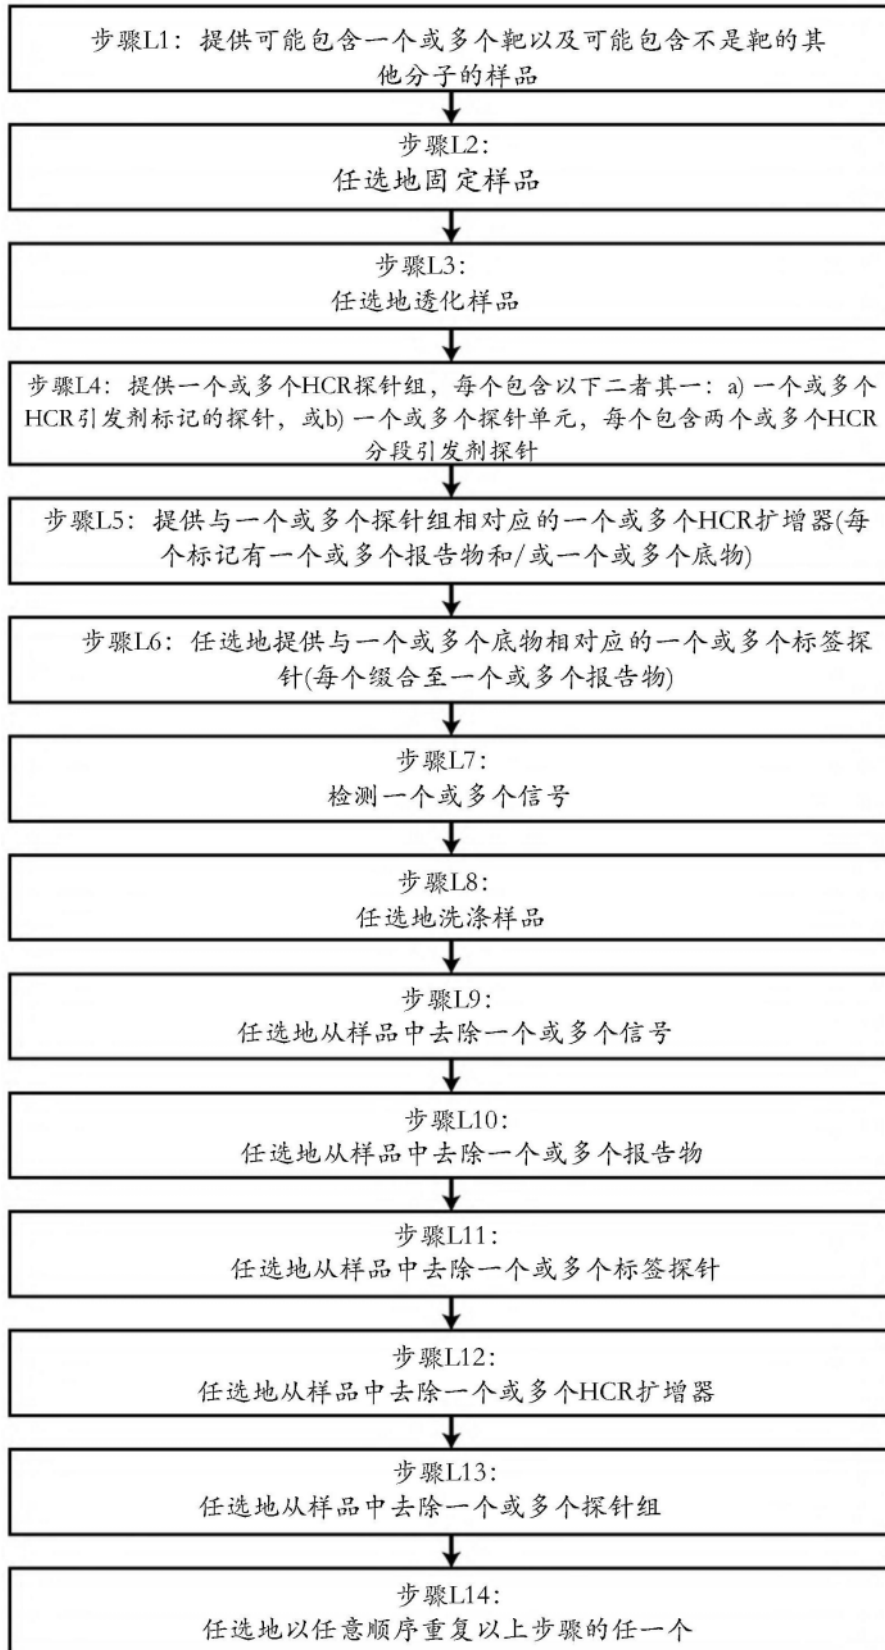 步骤L1：提供可能包含一个或多个靶以及可能包含不是靶的其
他分子的样品
步骤L2：
任选地固定样品
步骤L3：
任选地透化样品
步骤L4：提供一个或多个HCR探针组，每个包含以下二者其一：a) 一个或多个
HCR引发剂标记的探针，或b) 一个或多个探针单元，每个包含两个或多个HCR
分段引发剂探针
步骤L5：提供与一个或多个探针组相对应的一个或多个HCR扩增器(每
个标记有一个或多个报告物和/或一个或多个底物)
步骤L6：任选地提供与一个或多个底物相对应的一个或多个标签探
针(每个缀合至一个或多个报告物)
步骤L7：
检测一个或多个信号
步骤L8：
任选地洗涤样品
步骤L9：
任选地从样品中去除一个或多个信号
步骤L10：
任选地从样品中去除一个或多个报告物
步骤L11：
任选地从样品中去除一个或多个标签探针
步骤L12：
任选地从样品中去除一个或多个HCR扩增器
步骤L13：
任选地从样品中去除一个或多个探针组
步骤L14：
任选地以任意顺序重复以上步骤的任一个